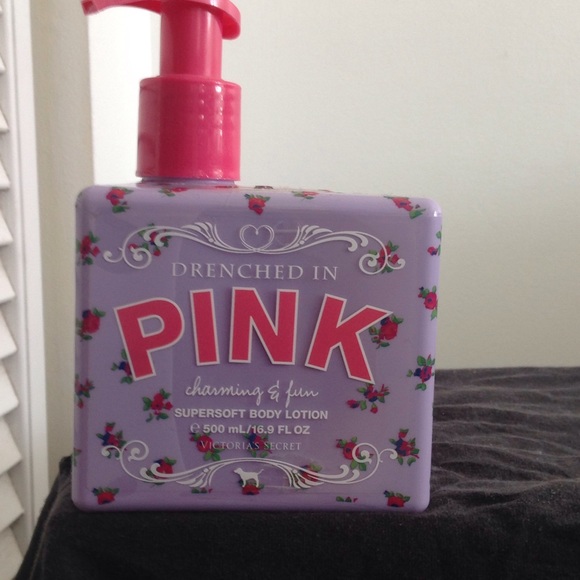 DRENCHED IN
PINK
charming & fun
SUPERSOFT BODY LOTION
℮ 500 mL/16.9 FL OZ
VICTORIA'S SECRET